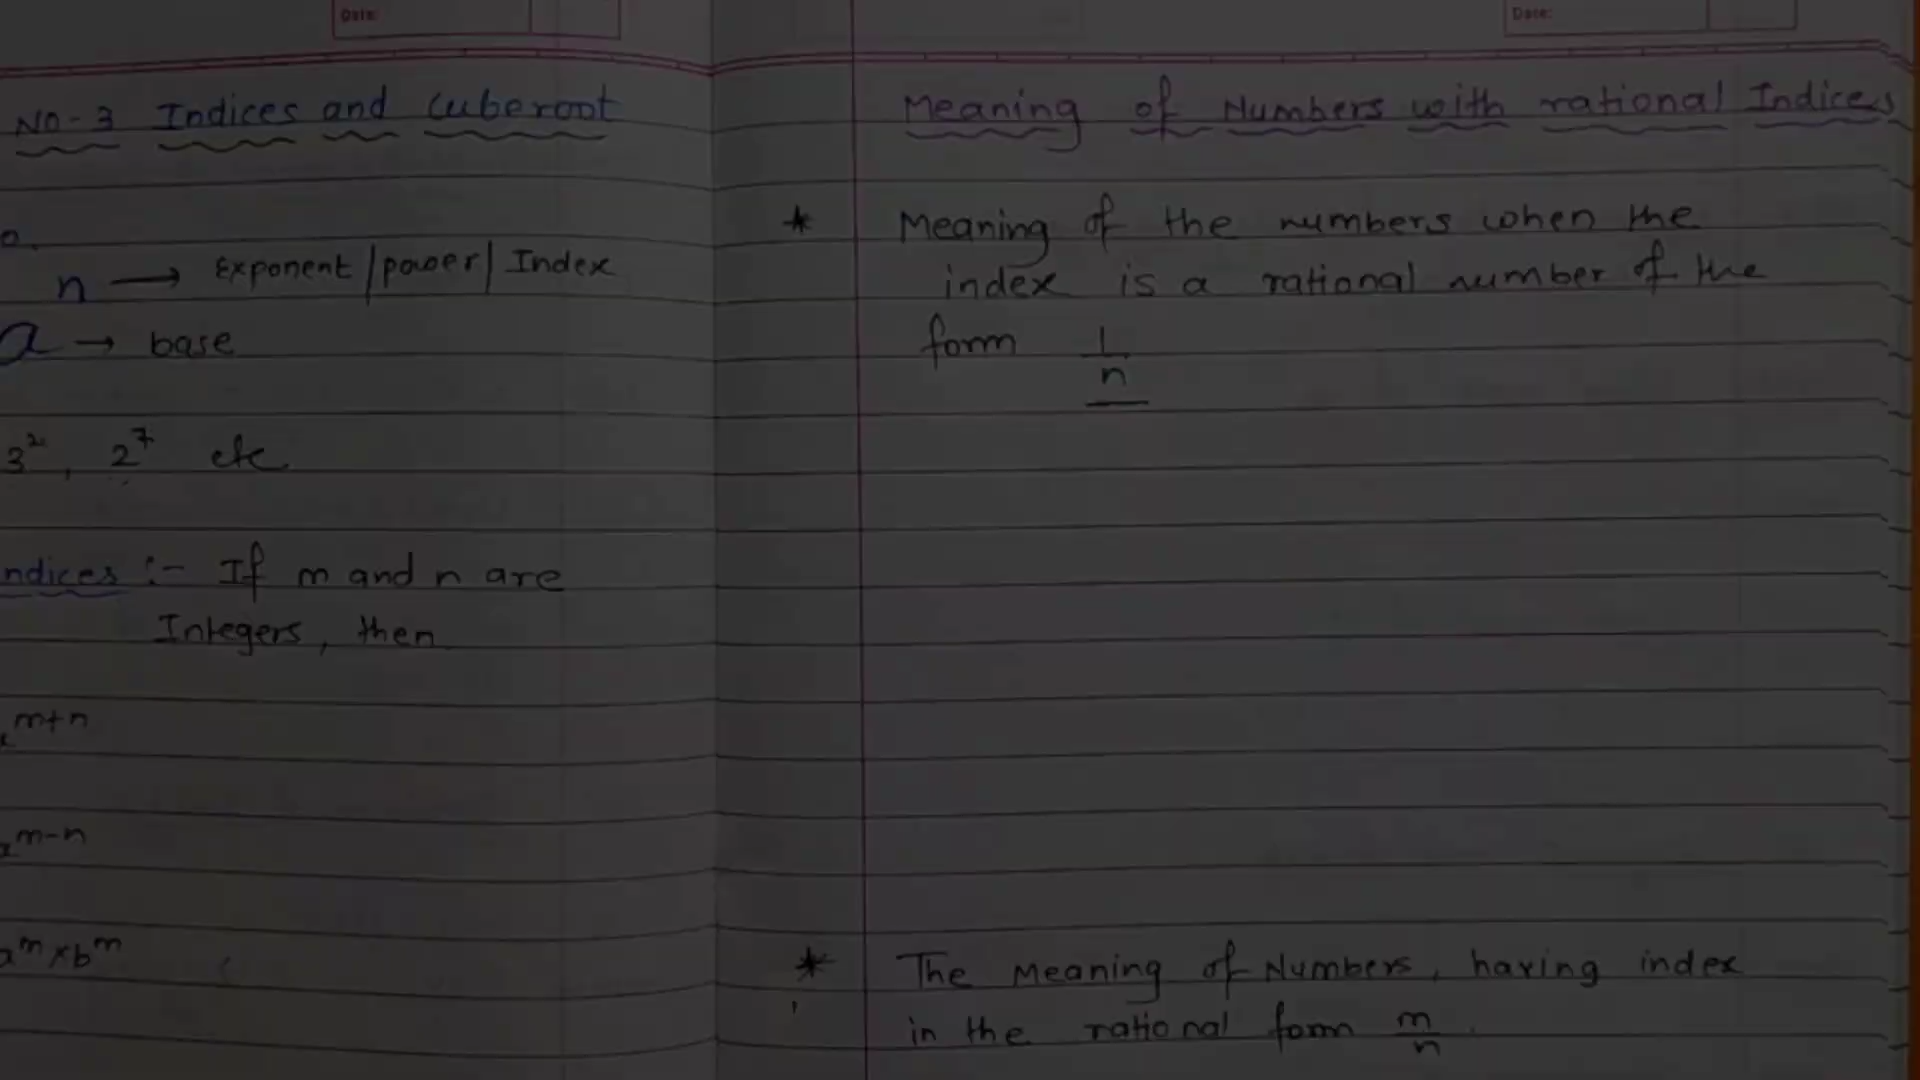 Date:
NO-3 Indices and Cuberoot
n → Exponent/power/Index
a → base
3², 2⁷ etc
ndices :- If m and n are
Integers, then
m+n
m-n
aᵐ×bᵐ
Date:
Meaning of Numbers with rational Indices
* Meaning of the numbers when the
index is a rational number of the
form 1/n
* The Meaning of Numbers, having index
in the rational form m/n